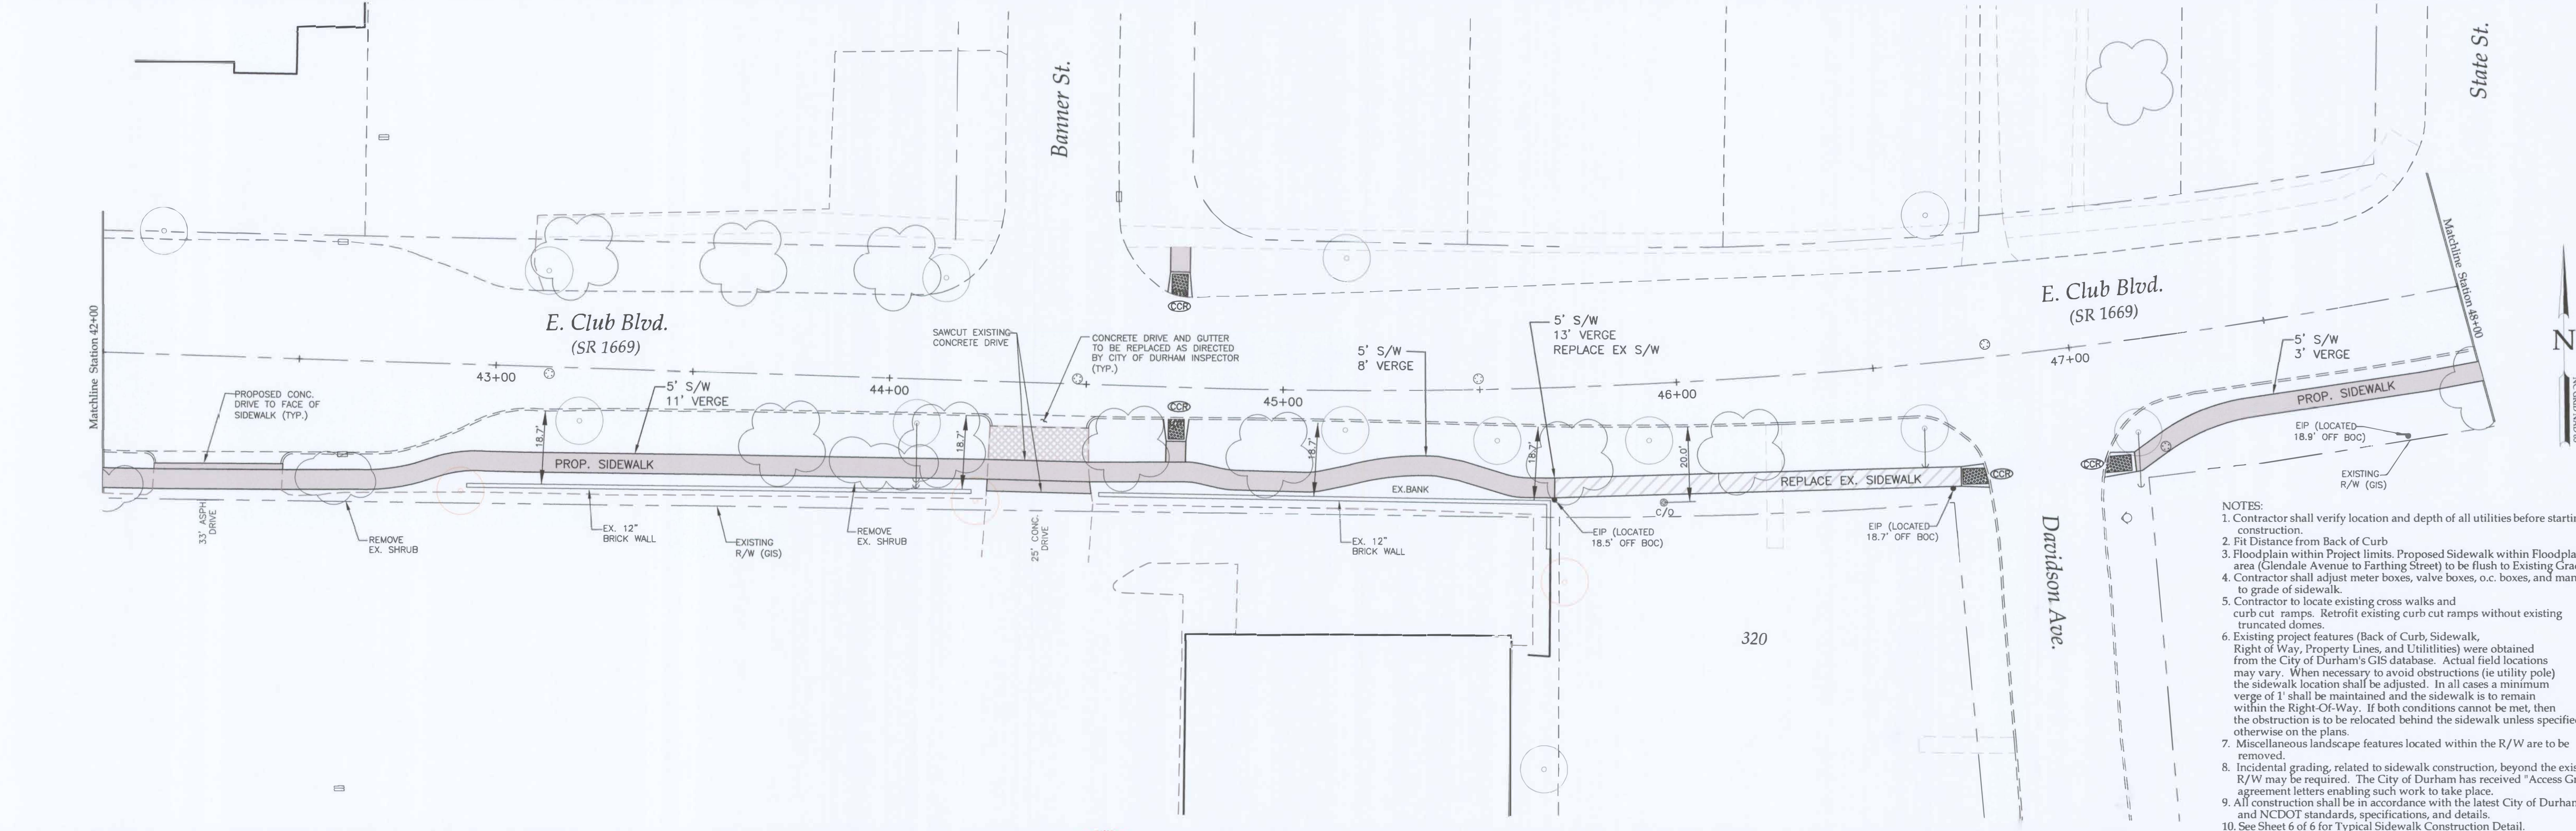 Banner St.
State St.
Matchline Station 42+00
E. Club Blvd.
(SR 1669)
SAWCUT EXISTING
CONCRETE DRIVE
CONCRETE DRIVE AND GUTTER
TO BE REPLACED AS DIRECTED
BY CITY OF DURHAM INSPECTOR
(TYP.)
CCR
5' S/W
8' VERGE
5' S/W
13' VERGE
REPLACE EX S/W
E. Club Blvd.
(SR 1669)
Matchline Station 48+00
N
PROPOSED CONC.
DRIVE TO FACE OF
SIDEWALK (TYP.)
43+00
5' S/W
11' VERGE
44+00
45+00
46+00
47+00
5' S/W
3' VERGE
18.7'
PROP. SIDEWALK
18.7'
CCR
18.7'
EX.BANK
18.7'
20.0'
REPLACE EX. SIDEWALK
CCR
CCR
PROP. SIDEWALK
EIP (LOCATED
18.9' OFF BOC)
EXISTING
R/W (GIS)
33' ASPH
DRIVE
REMOVE
EX. SHRUB
EX. 12"
BRICK WALL
EXISTING
R/W (GIS)
REMOVE
EX. SHRUB
25' CONC.
DRIVE
EX. 12"
BRICK WALL
C/O
EIP (LOCATED
18.5' OFF BOC)
EIP (LOCATED
18.7' OFF BOC)
320
Davidson Ave.
NOTES:
1. Contractor shall verify location and depth of all utilities before startin
construction.
2. Fit Distance from Back of Curb
3. Floodplain within Project limits. Proposed Sidewalk within Floodpla
area (Glendale Avenue to Farthing Street) to be flush to Existing Gra
4. Contractor shall adjust meter boxes, valve boxes, o.c. boxes, and man
to grade of sidewalk.
5. Contractor to locate existing cross walks and
curb cut ramps. Retrofit existing curb cut ramps without existing
truncated domes.
6. Existing project features (Back of Curb, Sidewalk,
Right of Way, Property Lines, and Utilitlities) were obtained
from the City of Durham's GIS database. Actual field locations
may vary. When necessary to avoid obstructions (ie utility pole)
the sidewalk location shall be adjusted. In all cases a minimum
verge of 1' shall be maintained and the sidewalk is to remain
within the Right-Of-Way. If both conditions cannot be met, then
the obstruction is to be relocated behind the sidewalk unless specifie
otherwise on the plans.
7. Miscellaneous landscape features located within the R/W are to be
removed.
8. Incidental grading, related to sidewalk construction, beyond the exis
R/W may be required. The City of Durham has received "Access Gr
agreement letters enabling such work to take place.
9. All construction shall be in accordance with the latest City of Durham
and NCDOT standards, specifications, and details.
10. See Sheet 6 of 6 for Typical Sidewalk Construction Detail.